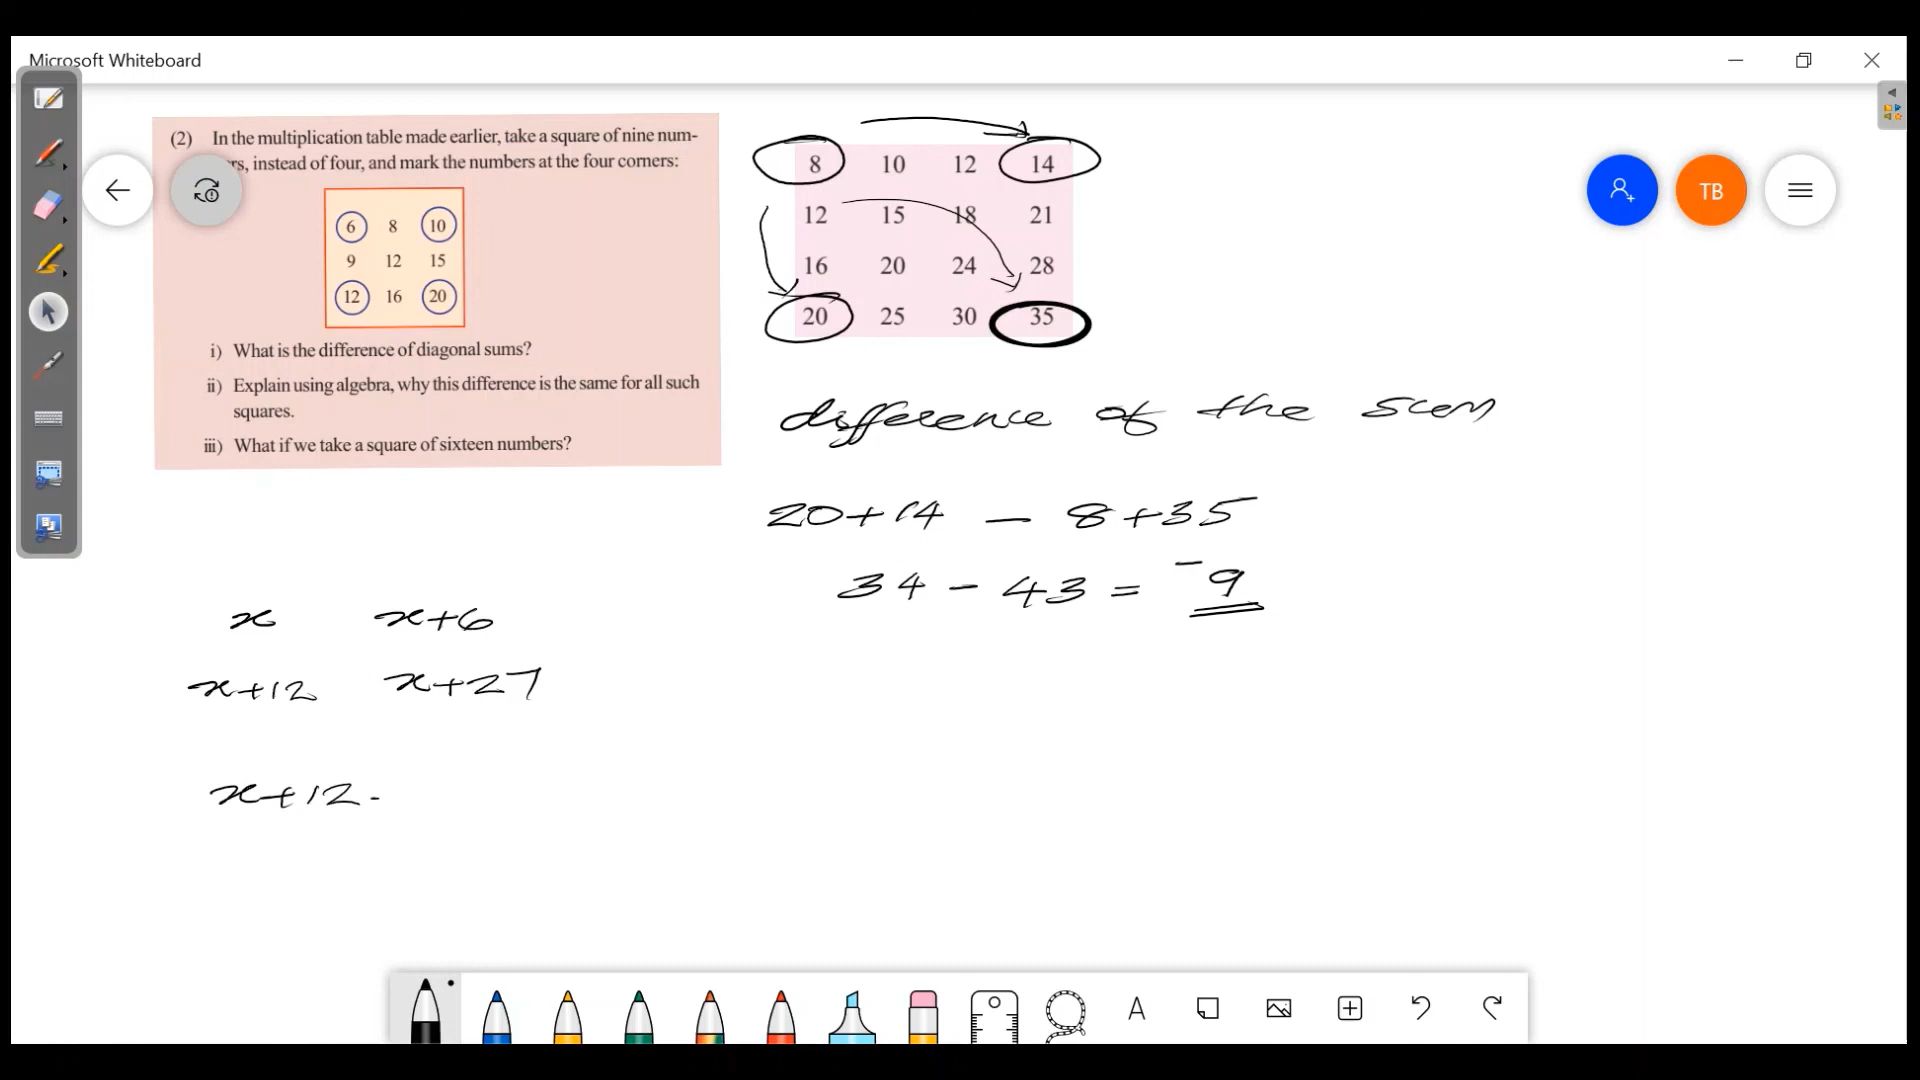 Microsoft Whiteboard
(2) In the multiplication table made earlier, take a square of nine num-
rs, instead of four, and mark the numbers at the four corners:
6 8 10
9 12 15
12 16 20
i) What is the difference of diagonal sums?
ii) Explain using algebra, why this difference is the same for all such
squares.
iii) What if we take a square of sixteen numbers?
8 10 12 14
12 15 18 21
16 20 24 28
20 25 30 35
TB
difference of the sum
20+14 - 8+35
34 - 43 = -9
x x+6
x+12 x+27
x+12 -
A